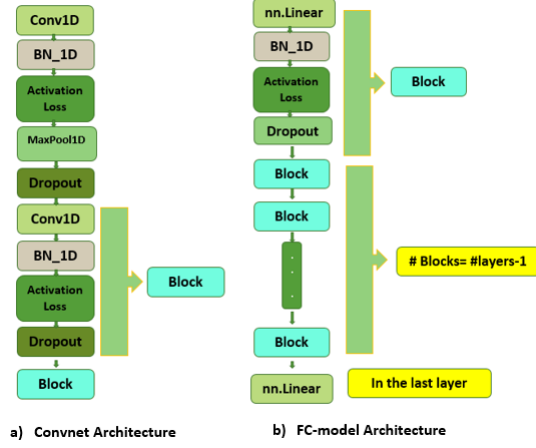 Conv1D
BN_1D
Activation
Loss
MaxPool1D
Dropout
Conv1D
BN_1D
Activation
Loss
Dropout
Block
Block
a) Convnet Architecture
nn.Linear
BN_1D
Activation
Loss
Dropout
Block
Block
Block
Block
. . . .
# Blocks= #layers-1
Block
nn.Linear
In the last layer
b) FC-model Architecture